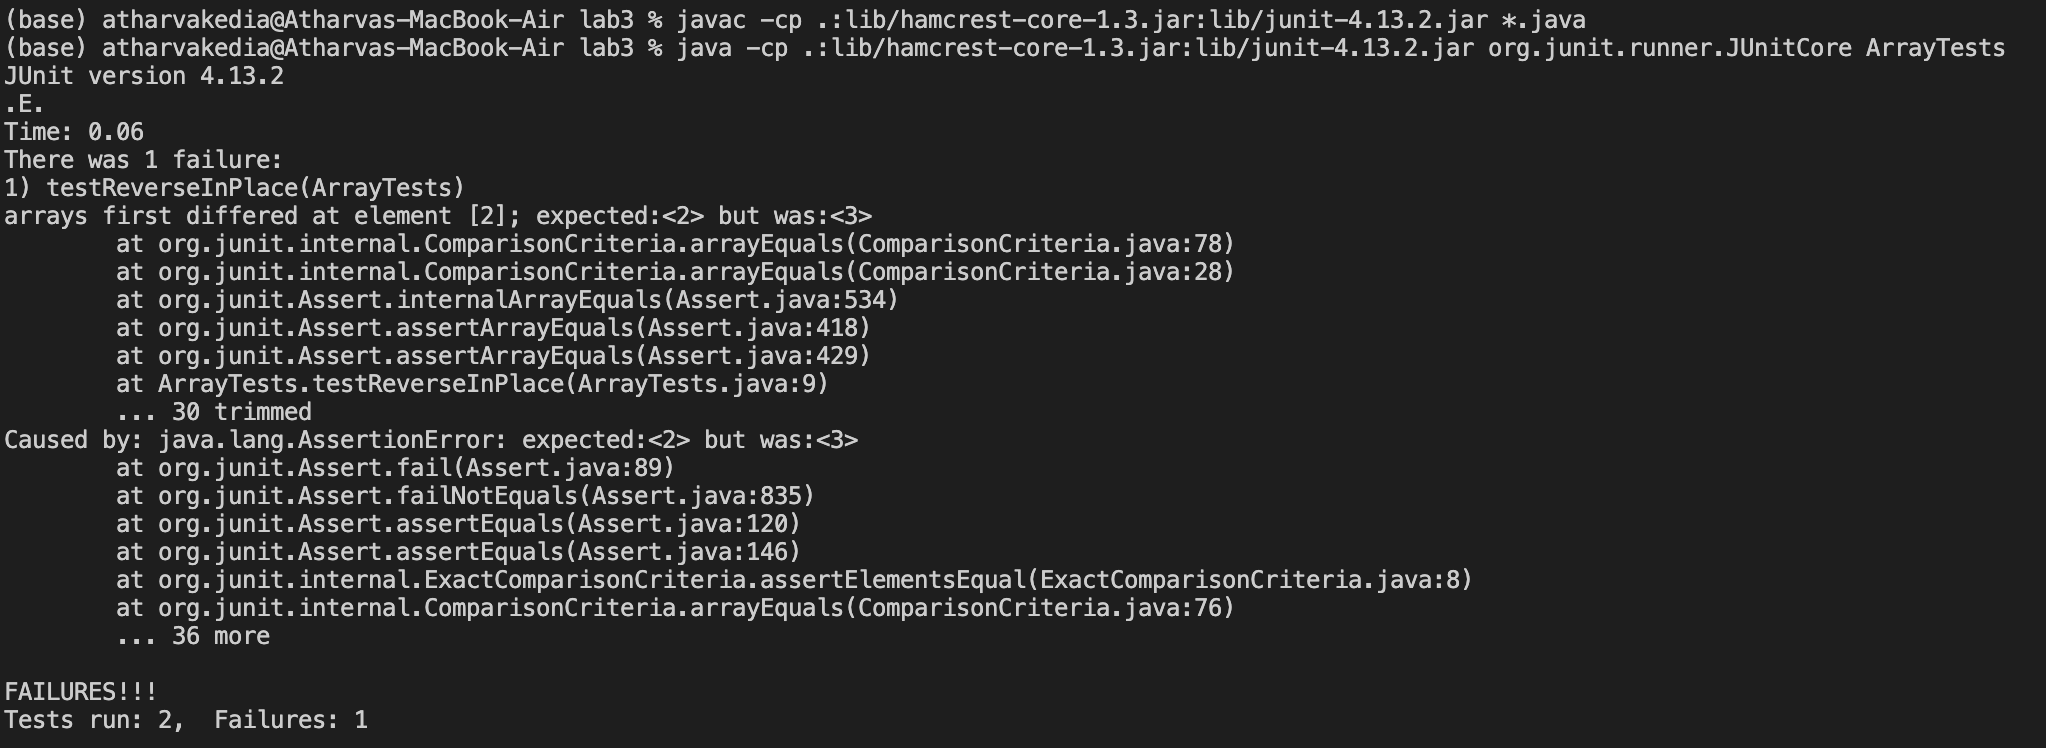 (base) atharvakedia@Atharvas-MacBook-Air lab3 % javac -cp .:lib/hamcrest-core-1.3.jar:lib/junit-4.13.2.jar *.java
(base) atharvakedia@Atharvas-MacBook-Air lab3 % java -cp .:lib/hamcrest-core-1.3.jar:lib/junit-4.13.2.jar org.junit.runner.JUnitCore ArrayTests
JUnit version 4.13.2
.E.
Time: 0.06
There was 1 failure:
1) testReverseInPlace(ArrayTests)
arrays first differed at element [2]; expected:<2> but was:<3>
        at org.junit.internal.ComparisonCriteria.arrayEquals(ComparisonCriteria.java:78)
        at org.junit.internal.ComparisonCriteria.arrayEquals(ComparisonCriteria.java:28)
        at org.junit.Assert.internalArrayEquals(Assert.java:534)
        at org.junit.Assert.assertArrayEquals(Assert.java:418)
        at org.junit.Assert.assertArrayEquals(Assert.java:429)
        at ArrayTests.testReverseInPlace(ArrayTests.java:9)
        ... 30 trimmed
Caused by: java.lang.AssertionError: expected:<2> but was:<3>
        at org.junit.Assert.fail(Assert.java:89)
        at org.junit.Assert.failNotEquals(Assert.java:835)
        at org.junit.Assert.assertEquals(Assert.java:120)
        at org.junit.Assert.assertEquals(Assert.java:146)
        at org.junit.internal.ExactComparisonCriteria.assertElementsEqual(ExactComparisonCriteria.java:8)
        at org.junit.internal.ComparisonCriteria.arrayEquals(ComparisonCriteria.java:76)
        ... 36 more

FAILURES!!!
Tests run: 2,  Failures: 1